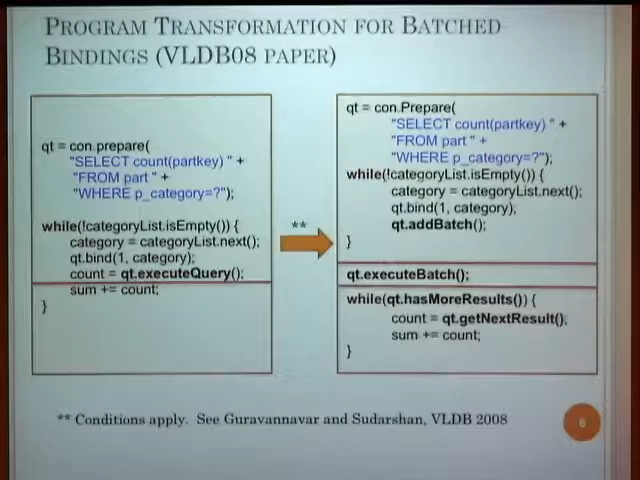 PROGRAM TRANSFORMATION FOR BATCHED
BINDINGS (VLDB08 PAPER)
qt = con.prepare(
"SELECT count(partkey) " +
"FROM part " +
"WHERE p_category=?");
while(!categoryList.isEmpty()) {
category = categoryList.next();
qt.bind(1, category);
count = qt.executeQuery();
sum += count;
}
**
qt = con.Prepare(
"SELECT count(partkey) " +
"FROM part " +
"WHERE p_category=?");
while(!categoryList.isEmpty()) {
category = categoryList.next();
qt.bind(1, category);
qt.addBatch();
}
qt.executeBatch();
while(qt.hasMoreResults()) {
count = qt.getNextResult();
sum += count;
}
** Conditions apply. See Guravannavar and Sudarshan, VLDB 2008
6